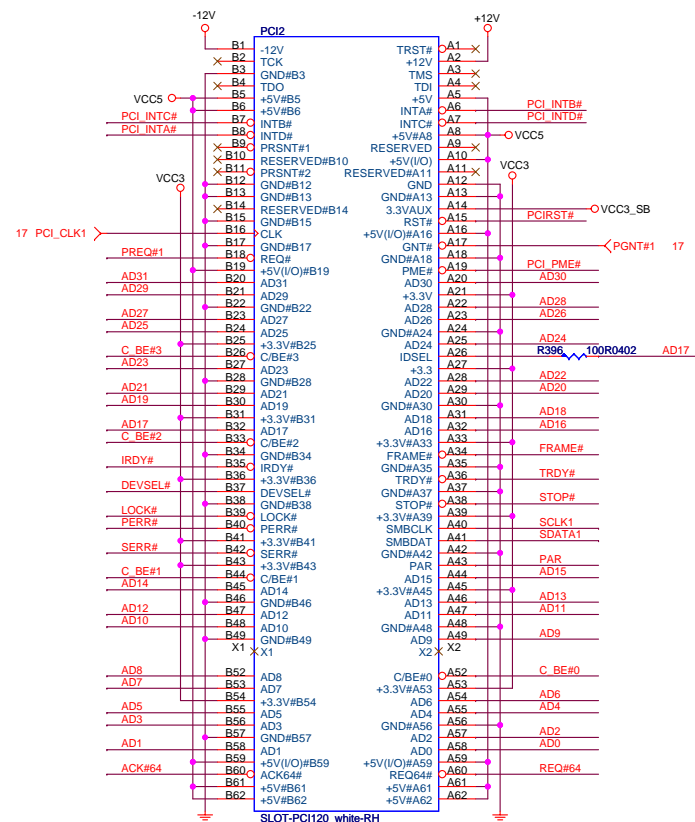 -12V
+12V
PCI2
B1 -12V TRST# A1
B2 TCK +12V A2
B3 GND#B3 TMS A3
B4 TDO TDI A4
VCC5 B5 +5V#B5 +5V A5
B6 +5V#B6 INTA# A6 PCI_INTB#
PCI_INTC# B7 INTB# INTC# A7 PCI_INTD#
PCI_INTA# B8 INTD# +5V#A8 A8 VCC5
B9 PRSNT#1 RESERVED A9
B10 RESERVED#B10 +5V(I/O) A10
B11 PRSNT#2 RESERVED#A11 A11
VCC3 B12 GND#B12 GND A12 VCC3
B13 GND#B13 GND#A13 A13
B14 RESERVED#B14 3.3VAUX A14 VCC3_SB
B15 GND#B15 RST# A15 PCIRST#
17 PCI_CLK1 B16 CLK +5V(I/O)#A16 A16
B17 GND#B17 GNT# A17 PGNT#1 17
PREQ#1 B18 REQ# GND#A18 A18
B19 +5V(I/O)#B19 PME# A19 PCI_PME#
AD31 B20 AD31 AD30 A20 AD30
AD29 B21 AD29 +3.3V A21
B22 GND#B22 AD28 A22 AD28
AD27 B23 AD27 AD26 A23 AD26
AD25 B24 AD25 GND#A24 A24
B25 +3.3V#B25 AD24 A25 AD24
C_BE#3 B26 C/BE#3 IDSEL A26 R396 100R0402 AD17
AD23 B27 AD23 +3.3 A27
B28 GND#B28 AD22 A28 AD22
AD21 B29 AD21 AD20 A29 AD20
AD19 B30 AD19 GND#A30 A30
B31 +3.3V#B31 AD18 A31 AD18
AD17 B32 AD17 AD16 A32 AD16
C_BE#2 B33 C/BE#2 +3.3V#A33 A33
B34 GND#B34 FRAME# A34 FRAME#
IRDY# B35 IRDY# GND#A35 A35
B36 +3.3V#B36 TRDY# A36 TRDY#
DEVSEL# B37 DEVSEL# GND#A37 A37
B38 GND#B38 STOP# A38 STOP#
LOCK# B39 LOCK# +3.3V#A39 A39
PERR# B40 PERR# SMBCLK A40 SCLK1
B41 +3.3V#B41 SMBDAT A41 SDATA1
SERR# B42 SERR# GND#A42 A42
B43 +3.3V#B43 PAR A43 PAR
C_BE#1 B44 C/BE#1 AD15 A44 AD15
AD14 B45 AD14 +3.3V#A45 A45
B46 GND#B46 AD13 A46 AD13
AD12 B47 AD12 AD11 A47 AD11
AD10 B48 AD10 GND#A48 A48
B49 GND#B49 AD9 A49 AD9
X1 X1 X2 X2
AD8 B52 AD8 C/BE#0 A52 C_BE#0
AD7 B53 AD7 +3.3V#A53 A53
B54 +3.3V#B54 AD6 A54 AD6
AD5 B55 AD5 AD4 A55 AD4
AD3 B56 AD3 GND#A56 A56
B57 GND#B57 AD2 A57 AD2
AD1 B58 AD1 AD0 A58 AD0
B59 +5V(I/O)#B59 +5V(I/O)#A59 A59
ACK#64 B60 ACK64# REQ64# A60 REQ#64
B61 +5V#B61 +5V#A61 A61
B62 +5V#B62 +5V#A62 A62
SLOT-PCI120_white-RH